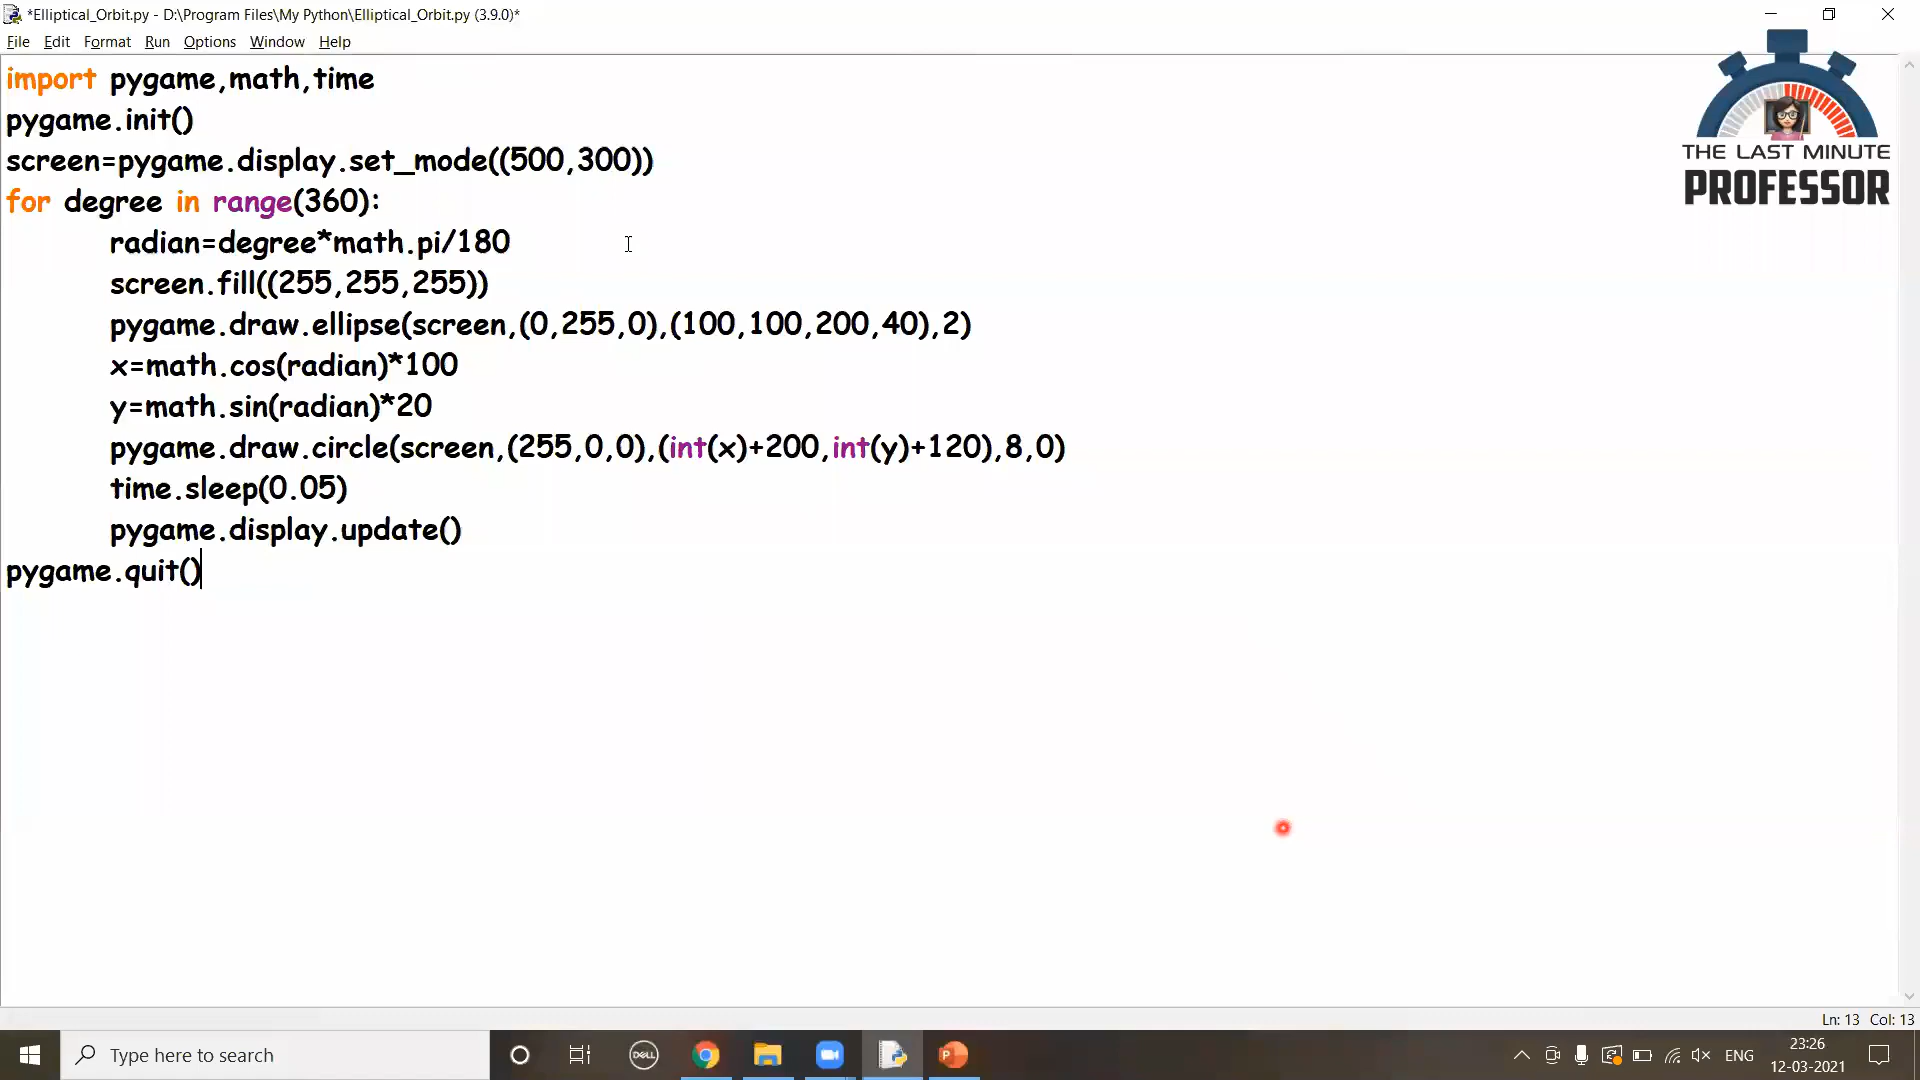 *Elliptical_Orbit.py - D:\Program Files\My Python\Elliptical_Orbit.py (3.9.0)*
File Edit Format Run Options Window Help
import pygame,math,time
pygame.init()
screen=pygame.display.set_mode((500,300))
for degree in range(360):
radian=degree*math.pi/180
screen.fill((255,255,255))
pygame.draw.ellipse(screen,(0,255,0),(100,100,200,40),2)
x=math.cos(radian)*100
y=math.sin(radian)*20
pygame.draw.circle(screen,(255,0,0),(int(x)+200,int(y)+120),8,0)
time.sleep(0.05)
pygame.display.update()
pygame.quit()
THE LAST MINUTE
PROFESSOR
Ln: 13 Col: 13
Type here to search
DELL
P
ENG
23:26
12-03-2021